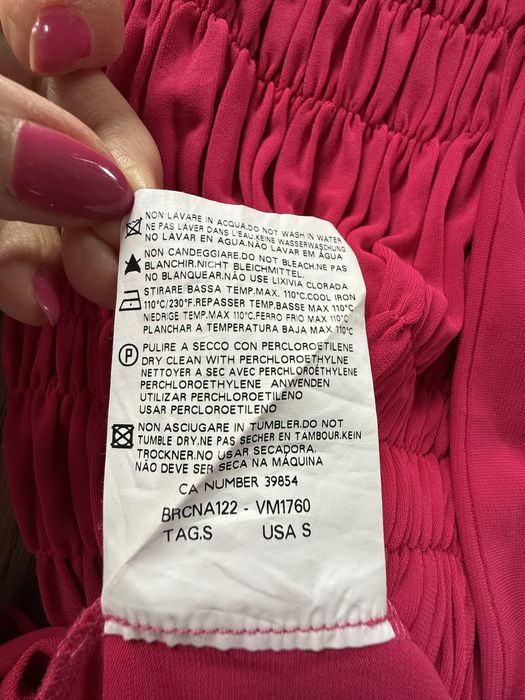 NON LAVARE IN ACQUA.DO NOT WASH IN WATER
NE PAS LAVER DANS L'EAU.KEINE WASSERWASCHUNG
NO LAVAR EN AGUA.NÃO LAVAR EM ÁGUA
NON CANDEGGIARE.DO NOT BLEACH.NE PAS
BLANCHIR.NICHT BLEICHMITTEL.
NO BLANQUEAR.NÃO USE LIXIVIA CLORADA
STIRARE BASSA TEMP.MAX. 110°C.COOL IRON
110°C/230°F.REPASSER TEMP.BASSE MAX 110°C
NIEDRIGE TEMP.MAX 110°C.FERRO FRIO MAX 110°C
PLANCHAR A TEMPERATURA BAJA MAX 110°C
P PULIRE A SECCO CON PERCLOROETILENE
DRY CLEAN WITH PERCHLOROETHYLNE
NETTOYER A SEC AVEC PERCHLOROÉTHYLÈNE
PERCHLOROETHYLENE ANWENDEN
UTILIZAR PERCLOROETILENO
USAR PERCLOROETILENO
NON ASCIUGARE IN TUMBLER.DO NOT
TUMBLE DRY.NE PAS SECHER EN TAMBOUR.KEIN
TROCKNER.NO USAR SECADORA.
NÃO DEVE SER SECA NA MÁQUINA
CA NUMBER 39854
BRCNA122 - VM1760
TAG.S USA S